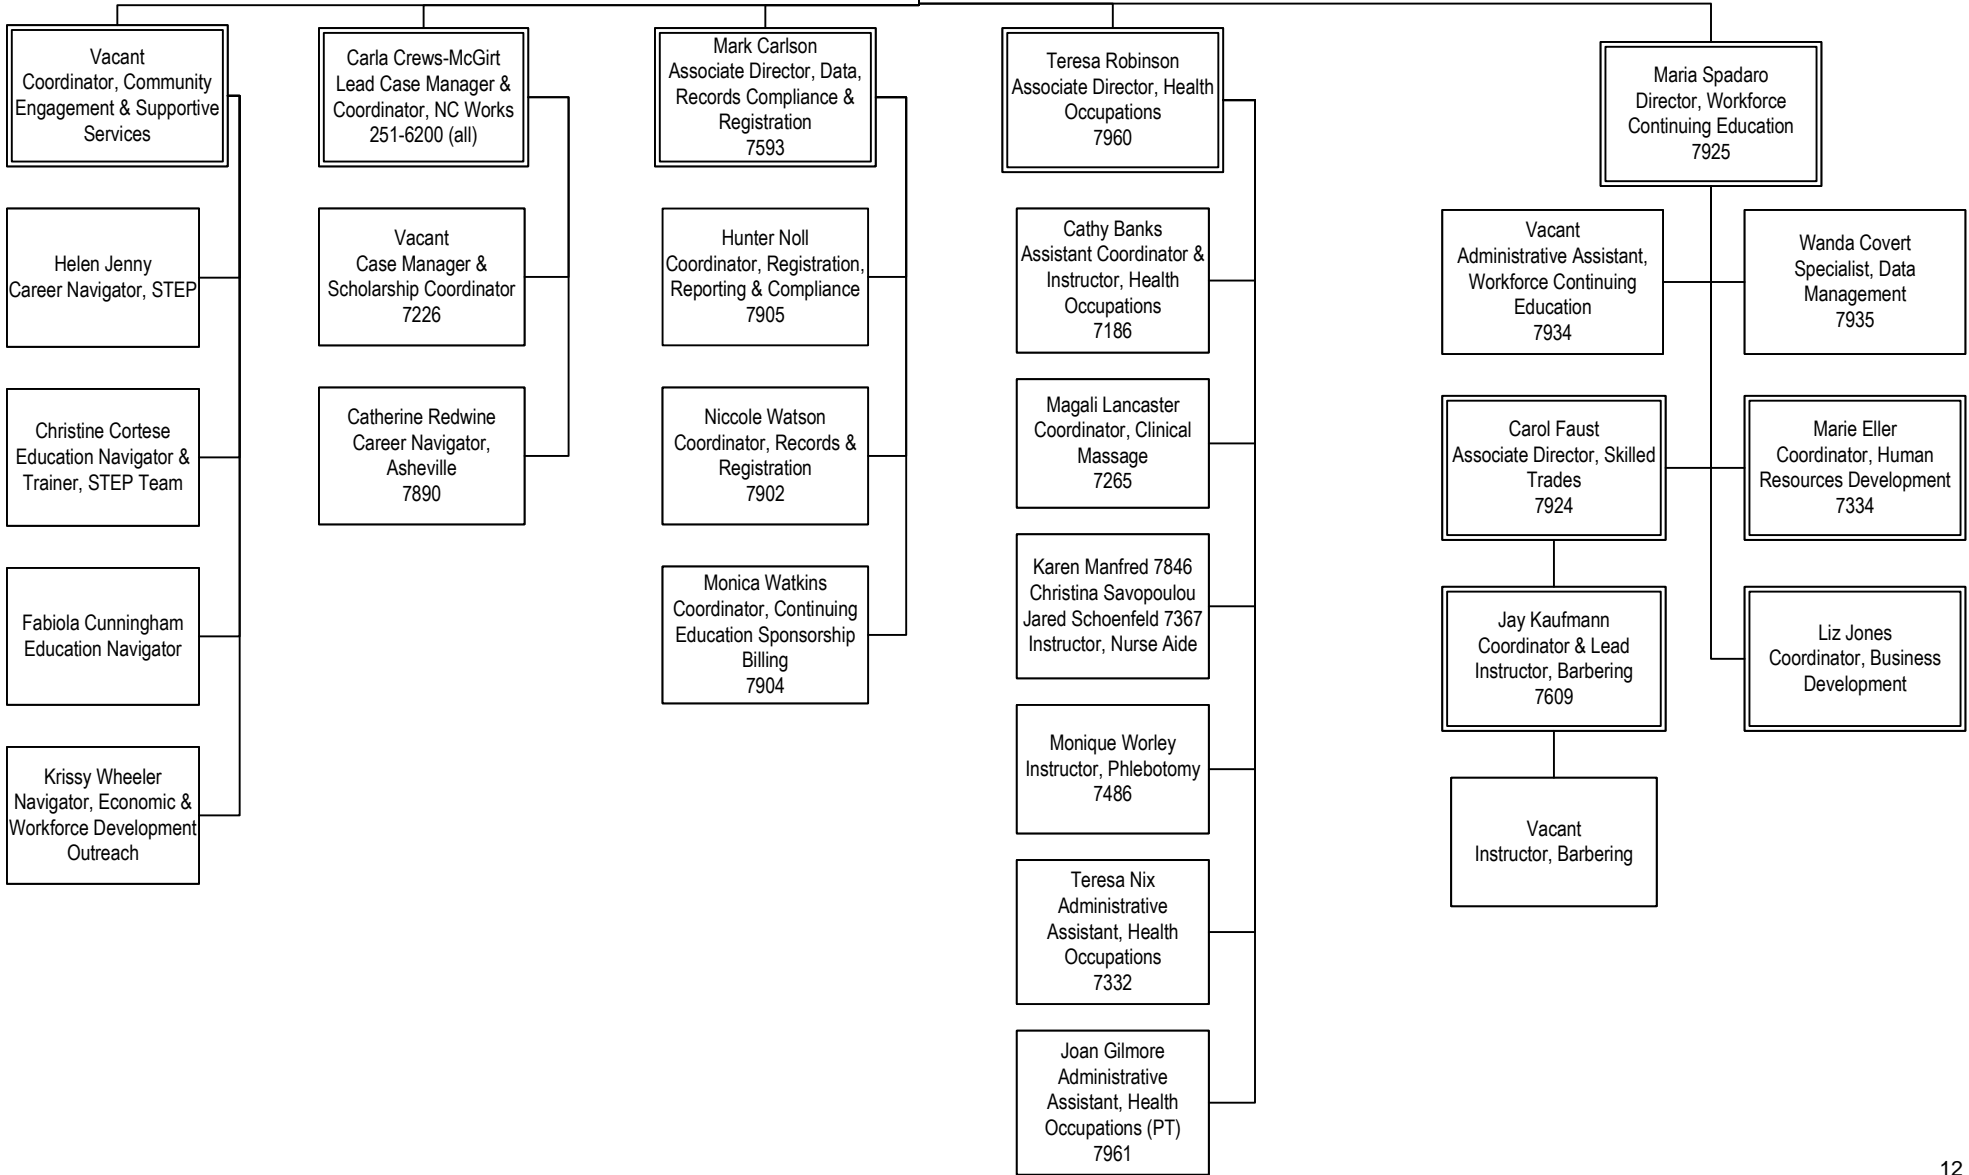 Vacant
Coordinator, Community
Engagement & Supportive
Services
Helen Jenny
Career Navigator, STEP
Christine Cortese
Education Navigator &
Trainer, STEP Team
Fabiola Cunningham
Education Navigator
Krissy Wheeler
Navigator, Economic &
Workforce Development
Outreach
Carla Crews-McGirt
Lead Case Manager &
Coordinator, NC Works
251-6200 (all)
Vacant
Case Manager &
Scholarship Coordinator
7226
Catherine Redwine
Career Navigator,
Asheville
7890
Mark Carlson
Associate Director, Data,
Records Compliance &
Registration
7593
Hunter Noll
Coordinator, Registration,
Reporting & Compliance
7905
Niccole Watson
Coordinator, Records &
Registration
7902
Monica Watkins
Coordinator, Continuing
Education Sponsorship
Billing
7904
Teresa Robinson
Associate Director, Health
Occupations
7960
Cathy Banks
Assistant Coordinator &
Instructor, Health
Occupations
7186
Magali Lancaster
Coordinator, Clinical
Massage
7265
Karen Manfred 7846
Christina Savopoulou
Jared Schoenfeld 7367
Instructor, Nurse Aide
Monique Worley
Instructor, Phlebotomy
7486
Teresa Nix
Administrative
Assistant, Health
Occupations
7332
Joan Gilmore
Administrative
Assistant, Health
Occupations (PT)
7961
Maria Spadaro
Director, Workforce
Continuing Education
7925
Vacant
Administrative Assistant,
Workforce Continuing
Education
7934
Wanda Covert
Specialist, Data
Management
7935
Carol Faust
Associate Director, Skilled
Trades
7924
Marie Eller
Coordinator, Human
Resources Development
7334
Jay Kaufmann
Coordinator & Lead
Instructor, Barbering
7609
Liz Jones
Coordinator, Business
Development
Vacant
Instructor, Barbering
12